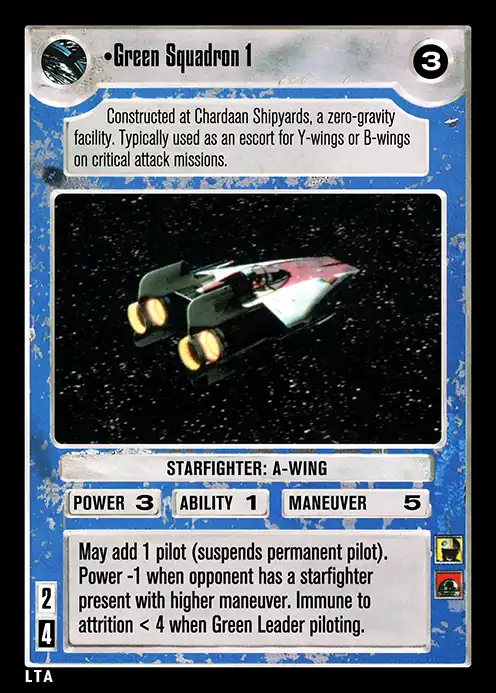 •Green Squadron 1
3
Constructed at Chardaan Shipyards, a zero-gravity
facility. Typically used as an escort for Y-wings or B-wings
on critical attack missions.
STARFIGHTER: A-WING
POWER 3 ABILITY 1 MANEUVER 5
May add 1 pilot (suspends permanent pilot).
Power -1 when opponent has a starfighter
present with higher maneuver. Immune to
attrition < 4 when Green Leader piloting.
2
4
LTA